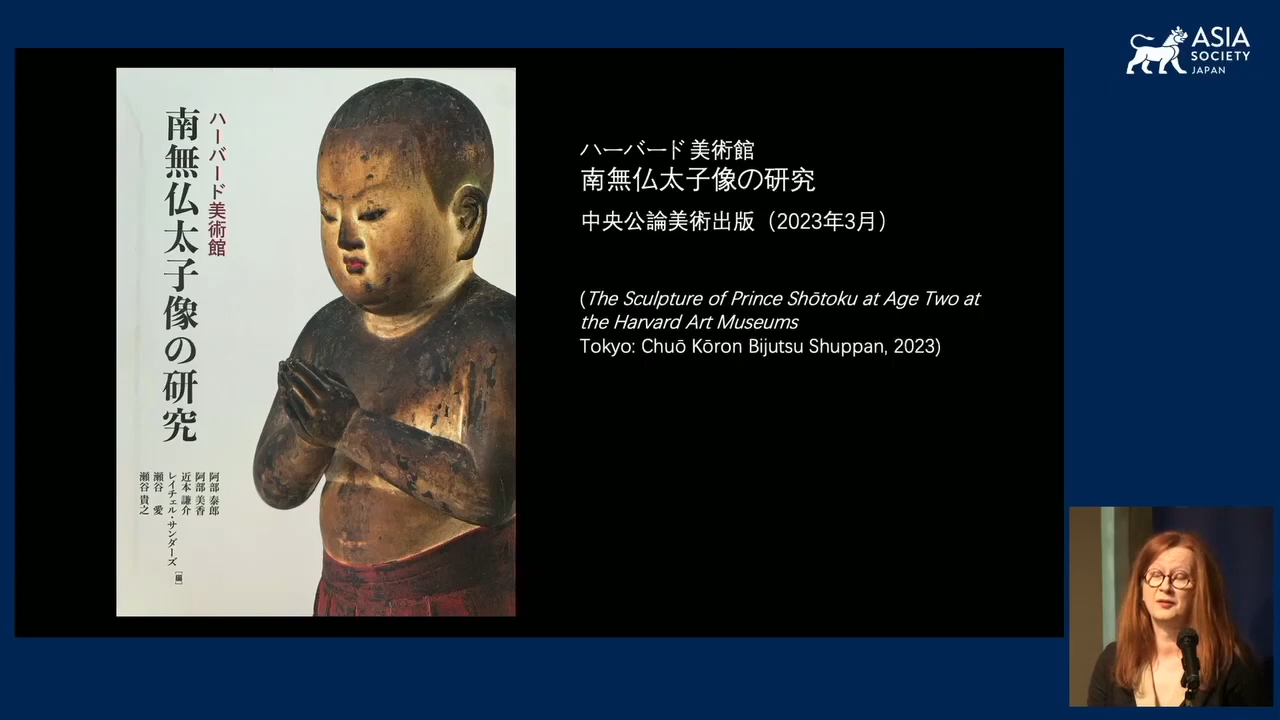 ASIA
SOCIETY
JAPAN
ハーバード美術館
南無仏太子像の研究
阿部 泰郎
阿部 美香
近本 謙介
レイチェル・サンダーズ
瀬谷 愛
瀬谷 貴之
[編]
ハーバード美術館
南無仏太子像の研究
中央公論美術出版（2023年3月）
(The Sculpture of Prince Shōtoku at Age Two at
the Harvard Art Museums
Tokyo: Chuō Kōron Bijutsu Shuppan, 2023)